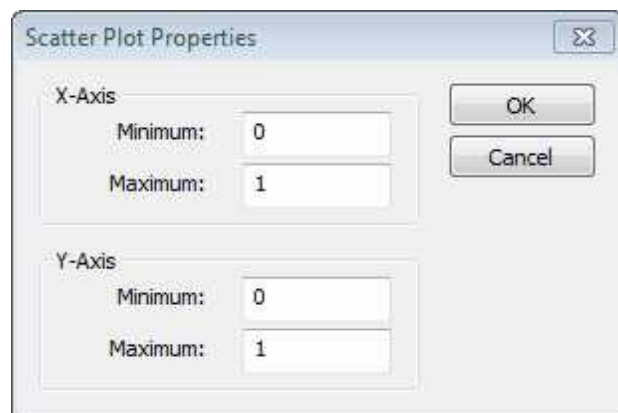 Scatter Plot Properties
X-Axis
Minimum: 0
Maximum: 1
OK
Cancel
Y-Axis
Minimum: 0
Maximum: 1